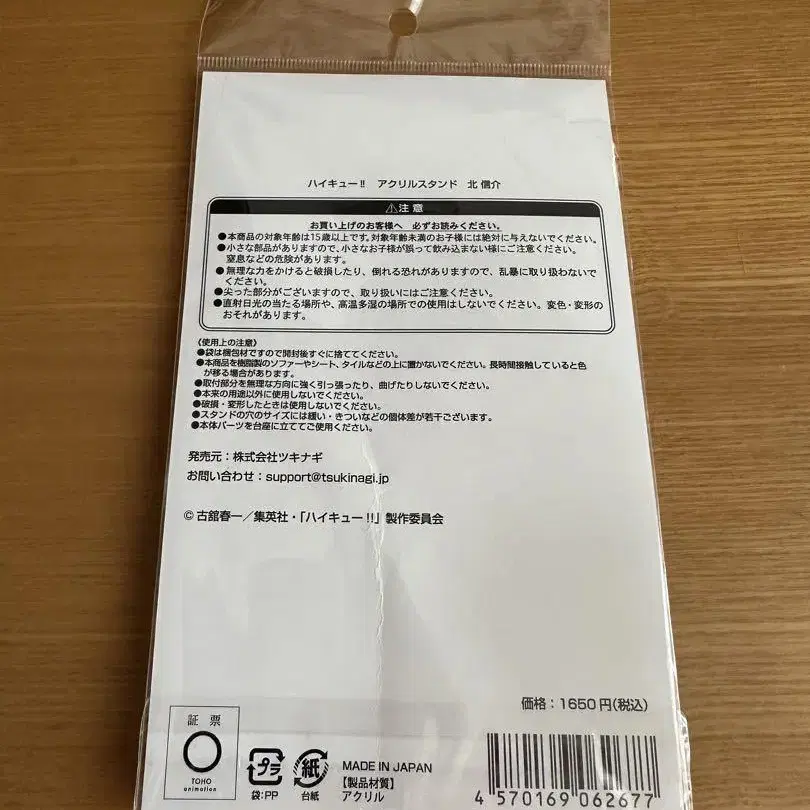 ハイキュー!!　アクリルスタンド　北 信介
⚠注 意
お買い上げのお客様へ　必ずお読みください。
●本商品の対象年齢は15歳以上です。対象年齢未満のお子様には絶対に与えないでください。
●小さな部品がありますので、小さなお子様が誤って飲み込まない様にご注意ください。
窒息などの危険があります。
●無理な力をかけると破損したり、倒れる恐れがありますので、乱暴に取り扱わないで
ください。
●尖った部分がございますので、取り扱いにはご注意ください。
●直射日光の当たる場所や、高温多湿の場所での使用はしないでください。変色・変形の
おそれがあります。
《使用上の注意》
●袋は梱包材ですので開封後すぐに捨ててください。
●本商品を樹脂製のソファーやシート、タイルなどの上に置かないでください。長時間接触していると色
が移る場合があります。
●取付部分を無理な方向に強く引っ張ったり、曲げたりしないでください。
●本来の用途以外に使用しないでください。
●破損・変形したときは使用しないでください。
●スタンドの穴のサイズには緩い・きついなどの個体差が若干ございます。
●本体パーツを台座に立ててご使用ください。
発売元：株式会社ツキナギ
お問い合わせ：support@tsukinagi.jp
© 古舘春一／集英社・「ハイキュー!!」製作委員会
価格：1650円(税込)
証 票
TOHO
animation
プラ
袋:PP
紙
台紙
MADE IN JAPAN
【製品材質】
アクリル
4 570169 062677